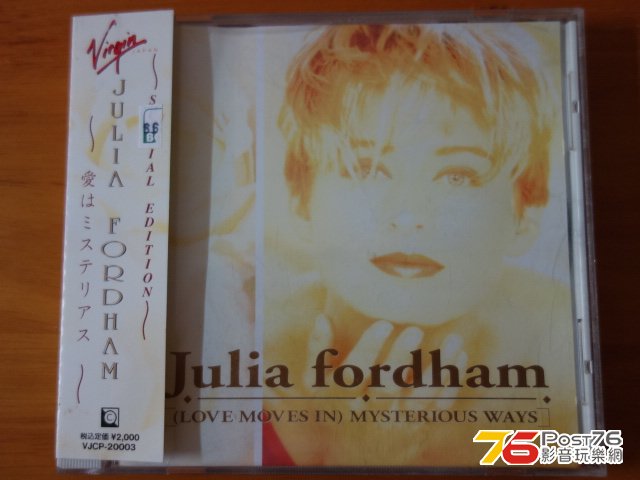 Virgin
JAPAN
JULIA FORDHAM
〜愛はミステリアス〜
EDITION〜
税込定価 ¥2,000
VJCP-20003
Julia fordham
(LOVE MOVES IN) MYSTERIOUS WAYS
76 Post76
影音玩樂網